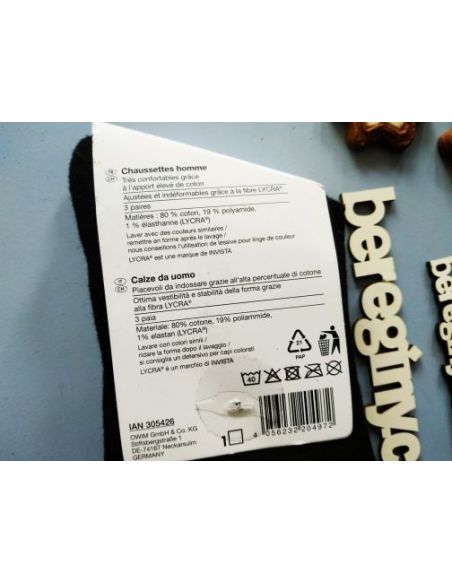 FR
CH
Chaussettes homme
Très confortables grâce
à l'apport élevé de coton
Ajustées et indéformables grâce à la fibre LYCRA®
3 paires
Matières : 80 % coton, 19 % polyamide,
1 % élasthanne (LYCRA®)
Laver avec des couleurs similaires /
remettre en forme après le lavage /
nous conseillons l'utilisation de lessive pour linge de couleur
LYCRA® est une marque de INVISTA
IT
CH
Calze da uomo
Piacevoli da indossare grazie all'alta percentuale di cotone
Ottima vestibilità e stabilità della forma grazie
alla fibra LYCRA®
3 paia
Materiale: 80% cotone, 19% poliammide,
1% elastan (LYCRA®)
Lavare con colori simili /
ridare la forma dopo il lavaggio /
si consiglia un detersivo per capi colorati
LYCRA® è un marchio di INVISTA
21
PAP
40
IAN 305426
OWIM GmbH & Co. KG
Stiftsbergstraße 1
DE-74167 Neckarsulm
GERMANY
1
4 056232 204972
bereginyc